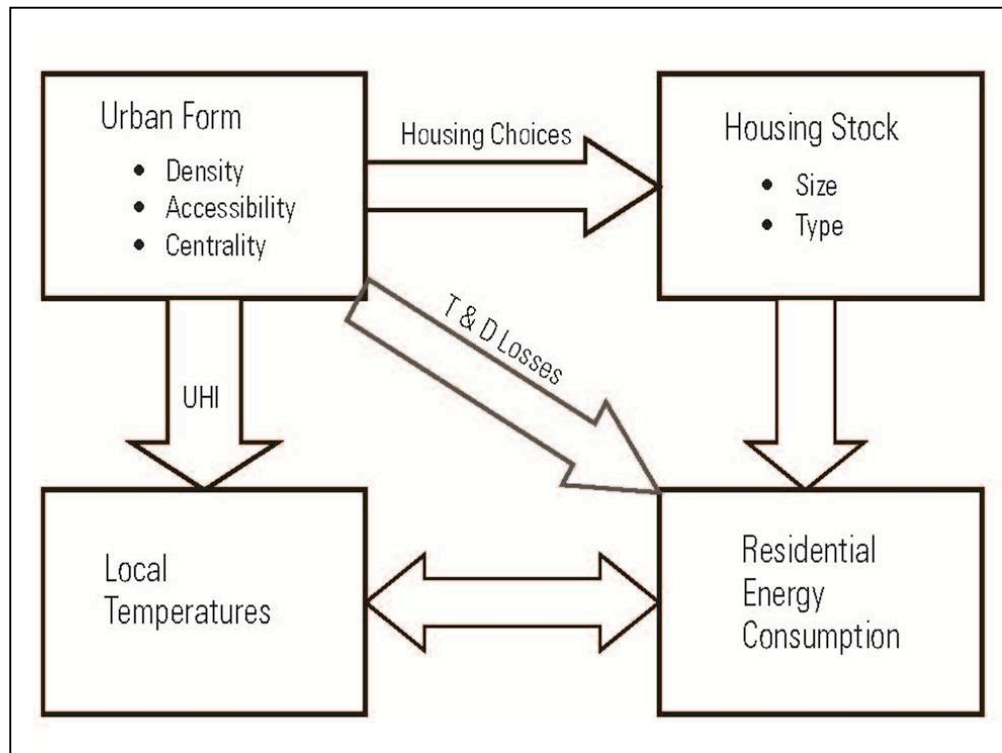 Urban Form
• Density
• Accessibility
• Centrality
Housing Choices
Housing Stock
• Size
• Type
T & D Losses
UHI
Local
Temperatures
Residential
Energy
Consumption